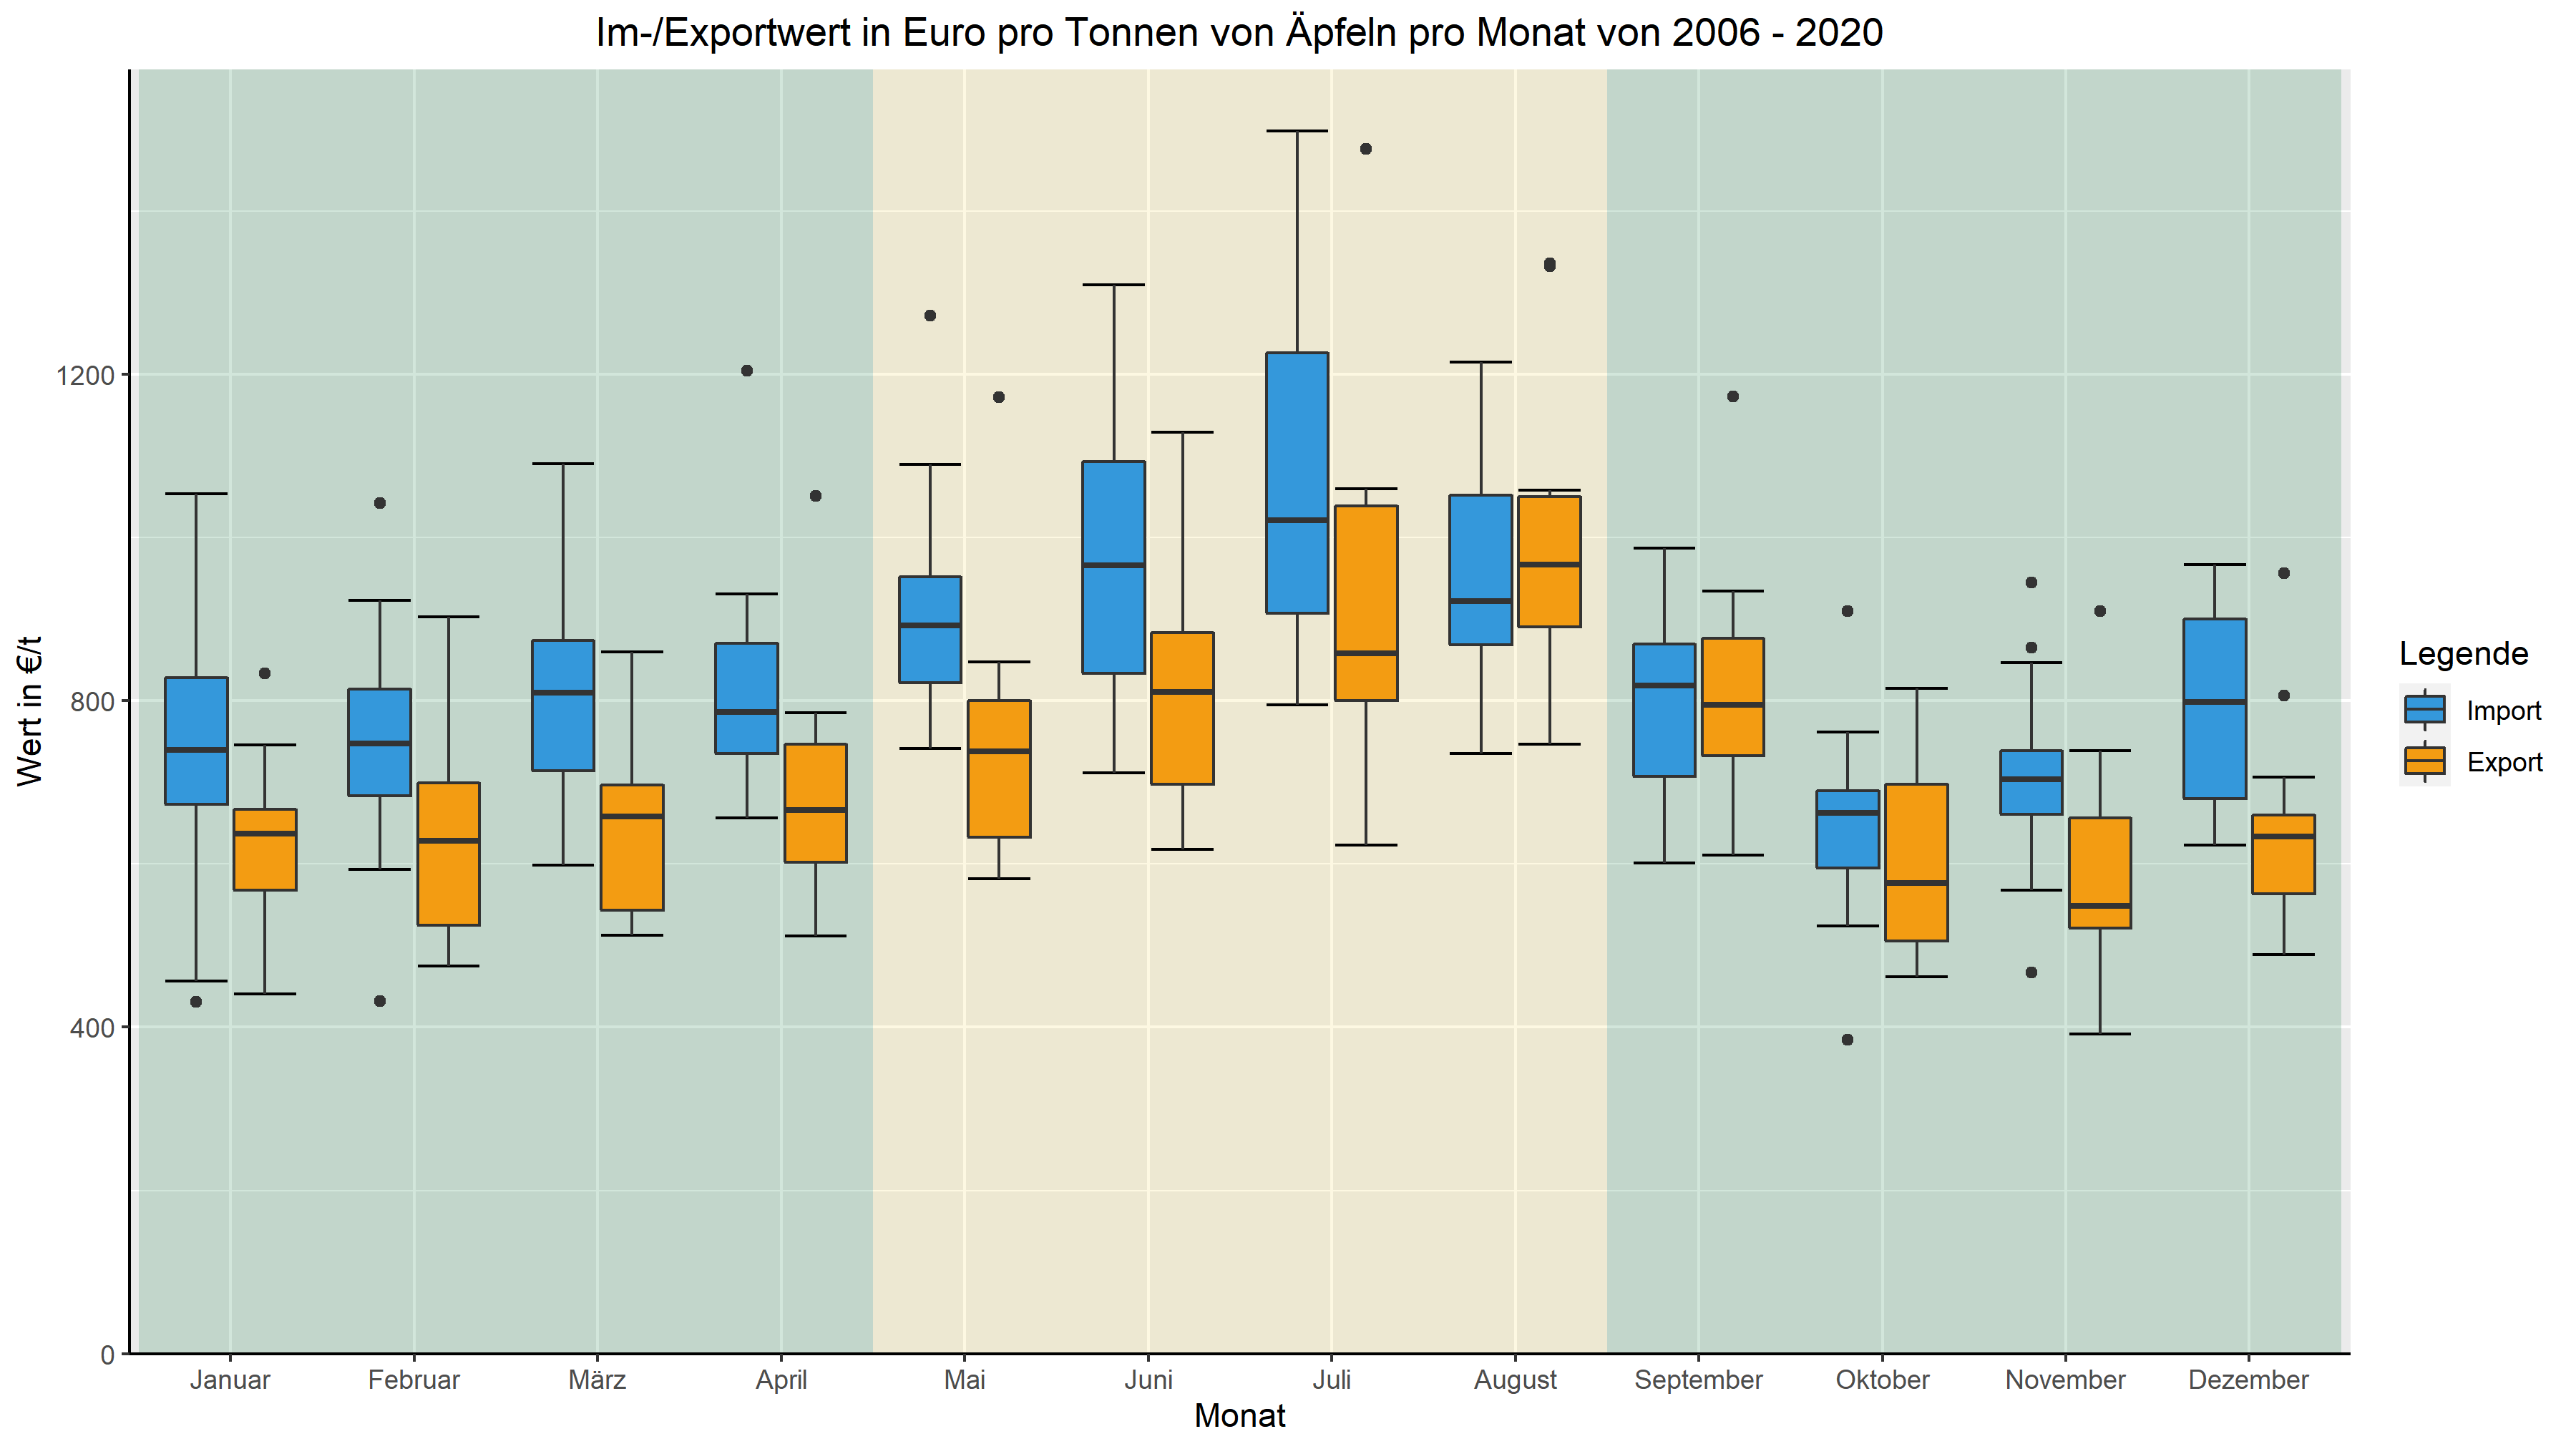 Im-/Exportwert in Euro pro Tonnen von Äpfeln pro Monat von 2006 - 2020
Wert in €/t
1200
800
400
0
Januar Februar März April Mai Juni Juli August September Oktober November Dezember
Monat
Legende
Import
Export